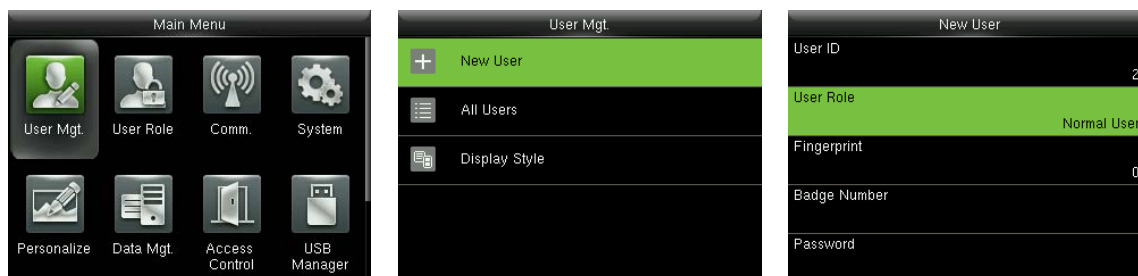 Main Menu
User Mgt.
User Role
Comm.
System
Personalize
Data Mgt.
Access
Control
USB
Manager
User Mgt.
New User
All Users
Display Style
New User
User ID
2
User Role
Normal User
Fingerprint
0
Badge Number
Password